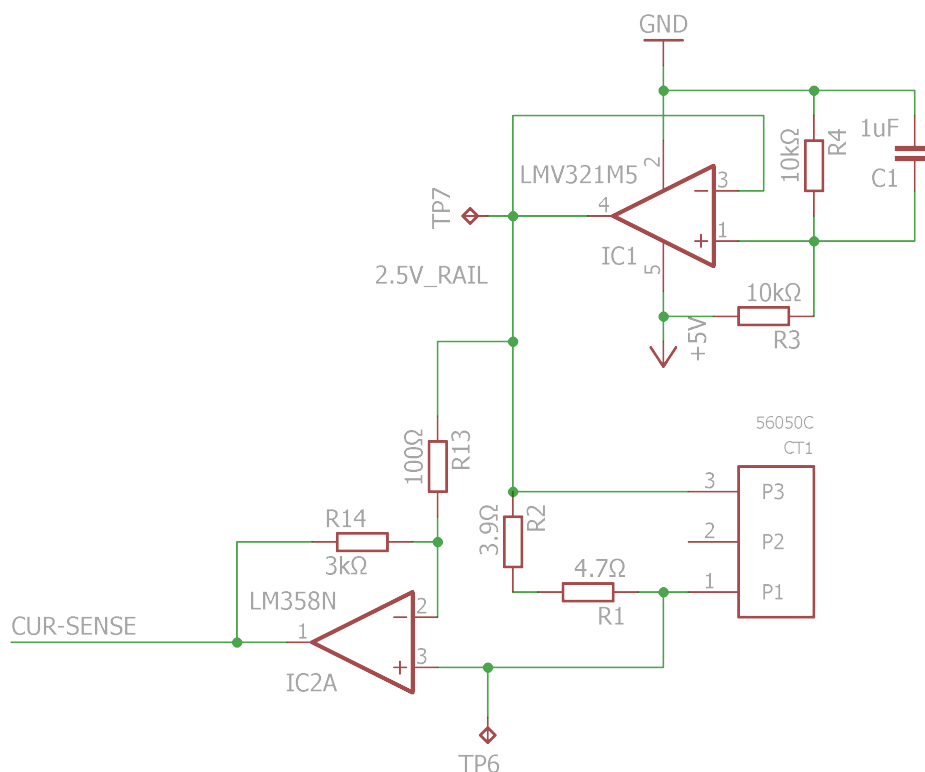 GND
1uF
C1
10kΩ
R4
2
LMV321M5
3
TP7
4
1
IC1
5
2.5V_RAIL
+5V
10kΩ
R3
56050C
CT1
100Ω
R13
3
P3
3.9Ω
R2
R14
2
P2
3kΩ
4.7Ω
1
P1
LM358N
2
R1
CUR-SENSE
1
3
IC2A
TP6